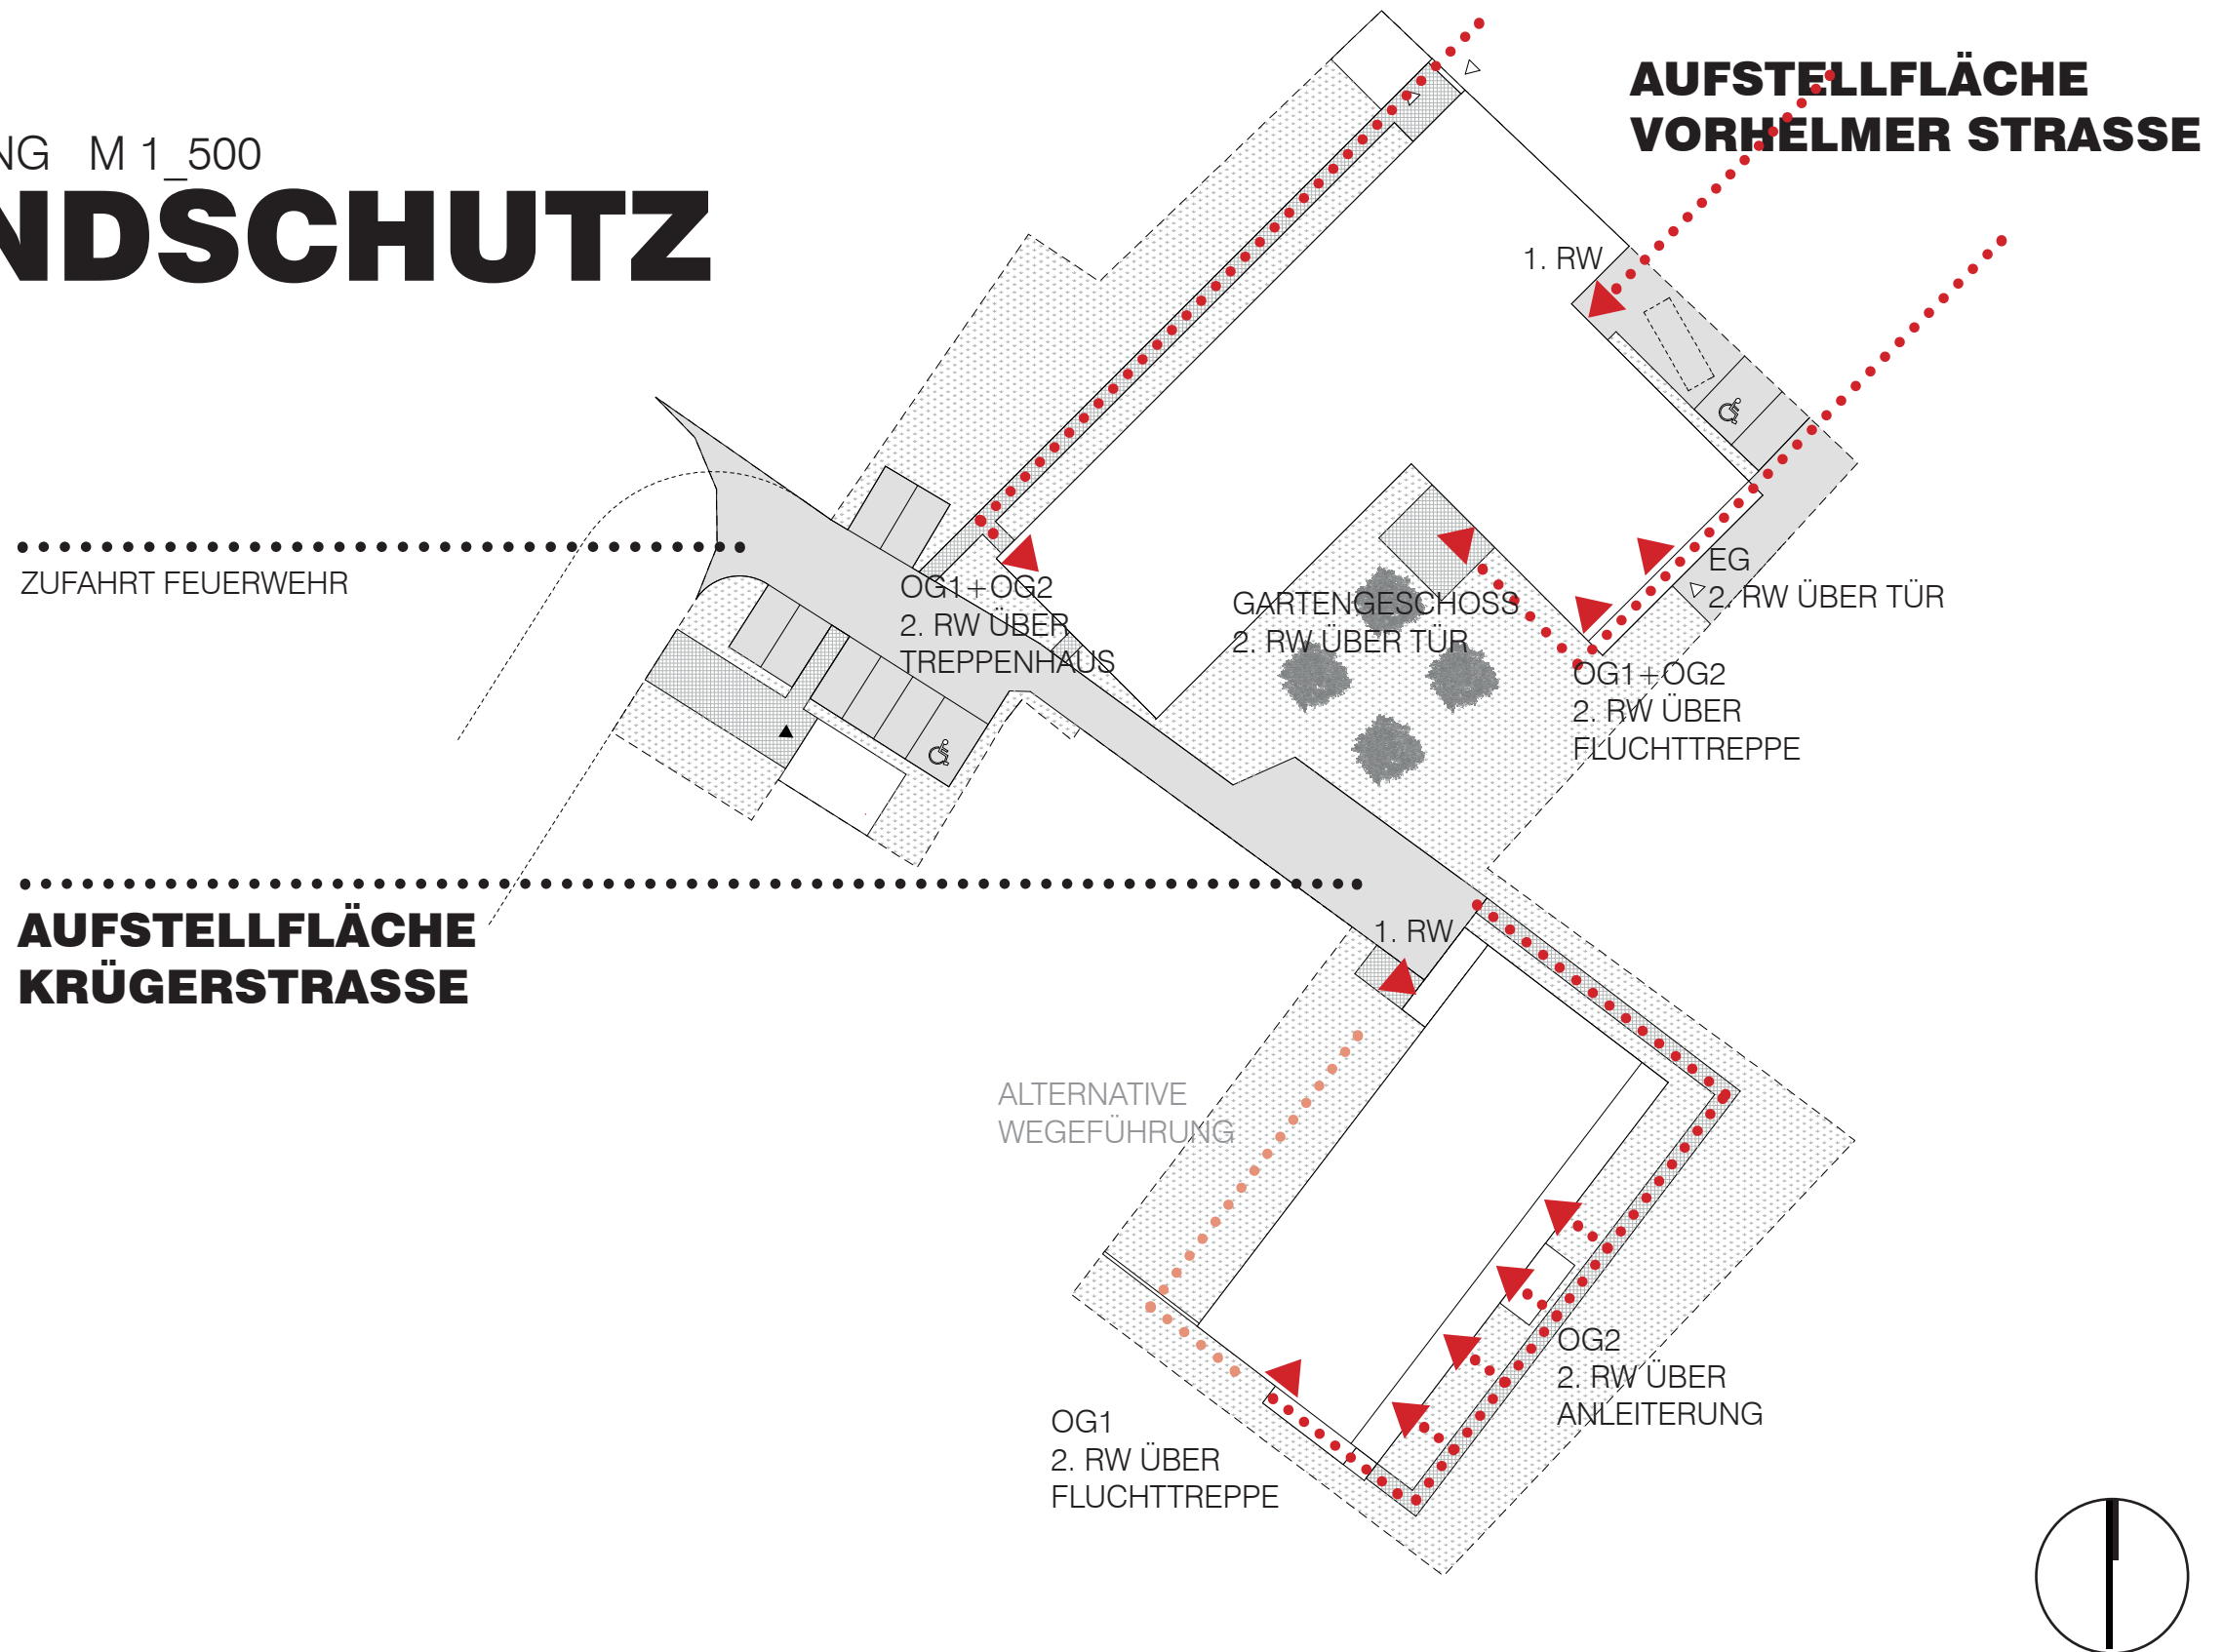 NG M 1_500
NDSCHUTZ
AUFSTELLFLÄCHE
VORHELMER STRASSE
1. RW
ZUFAHRT FEUERWEHR
OG1+OG2
2. RW ÜBER
TREPPENHAUS
GARTENGESCHOSS
2. RW ÜBER TÜR
EG
2. RW ÜBER TÜR
OG1+OG2
2. RW ÜBER
FLUCHTTREPPE
AUFSTELLFLÄCHE
KRÜGERSTRASSE
1. RW
ALTERNATIVE
WEGEFÜHRUNG
OG2
2. RW ÜBER
ANLEITERUNG
OG1
2. RW ÜBER
FLUCHTTREPPE